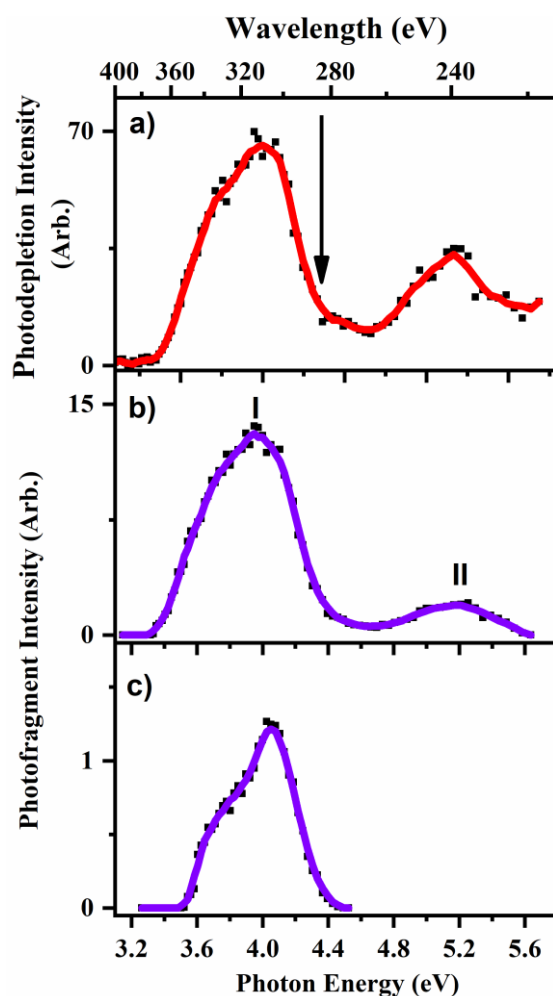 Wavelength (eV)
400 360 320 280 240
a)
Photodepletion Intensity
(Arb.)
70
0
b)
I
II
15
0
Photofragment Intensity (Arb.)
c)
1
0
3.2 3.6 4.0 4.4 4.8 5.2 5.6
Photon Energy (eV)